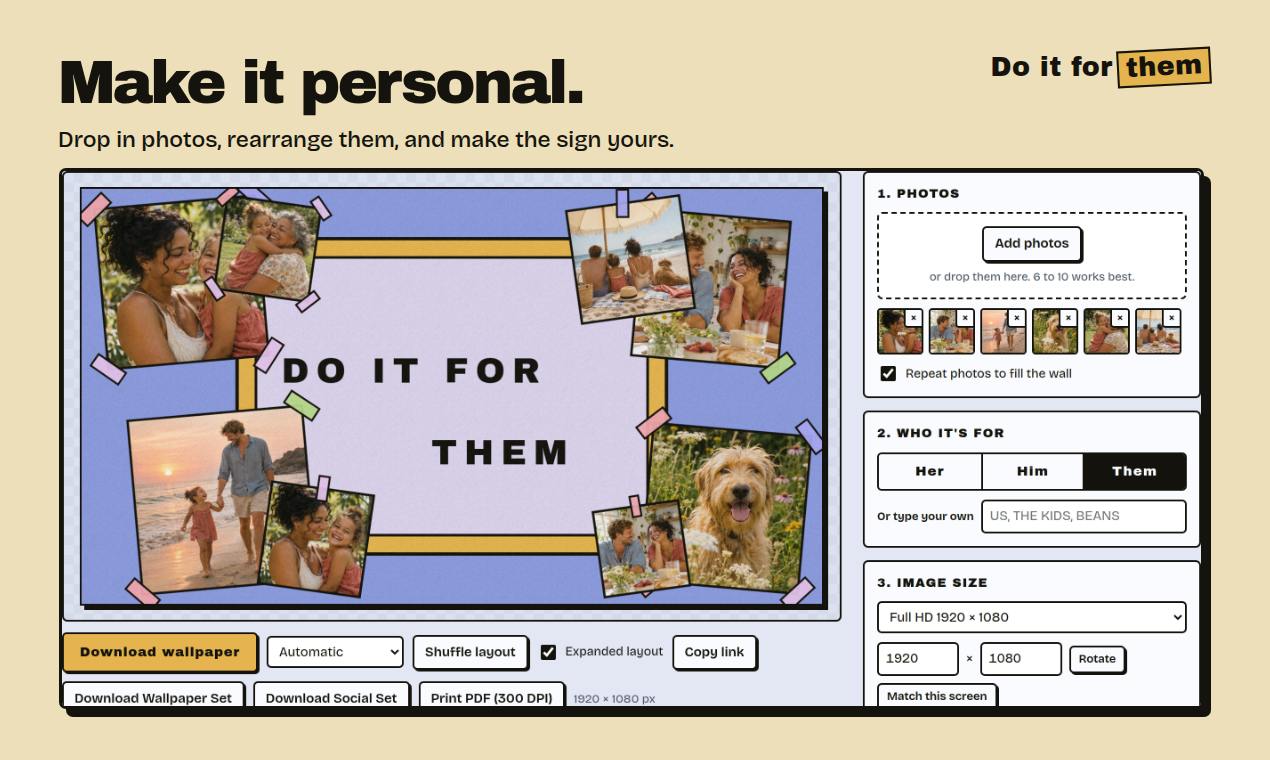 Make it personal.
Do it for them
Drop in photos, rearrange them, and make the sign yours.
DO IT FOR
THEM
Download wallpaper
Automatic
Shuffle layout
Expanded layout
Copy link
Download Wallpaper Set
Download Social Set
Print PDF (300 DPI)
1920 × 1080 px
1. PHOTOS
Add photos
or drop them here. 6 to 10 works best.
× × × × × ×
Repeat photos to fill the wall
2. WHO IT'S FOR
Her
Him
Them
Or type your own
US, THE KIDS, BEANS
3. IMAGE SIZE
Full HD 1920 × 1080
1920 × 1080
Rotate
Match this screen